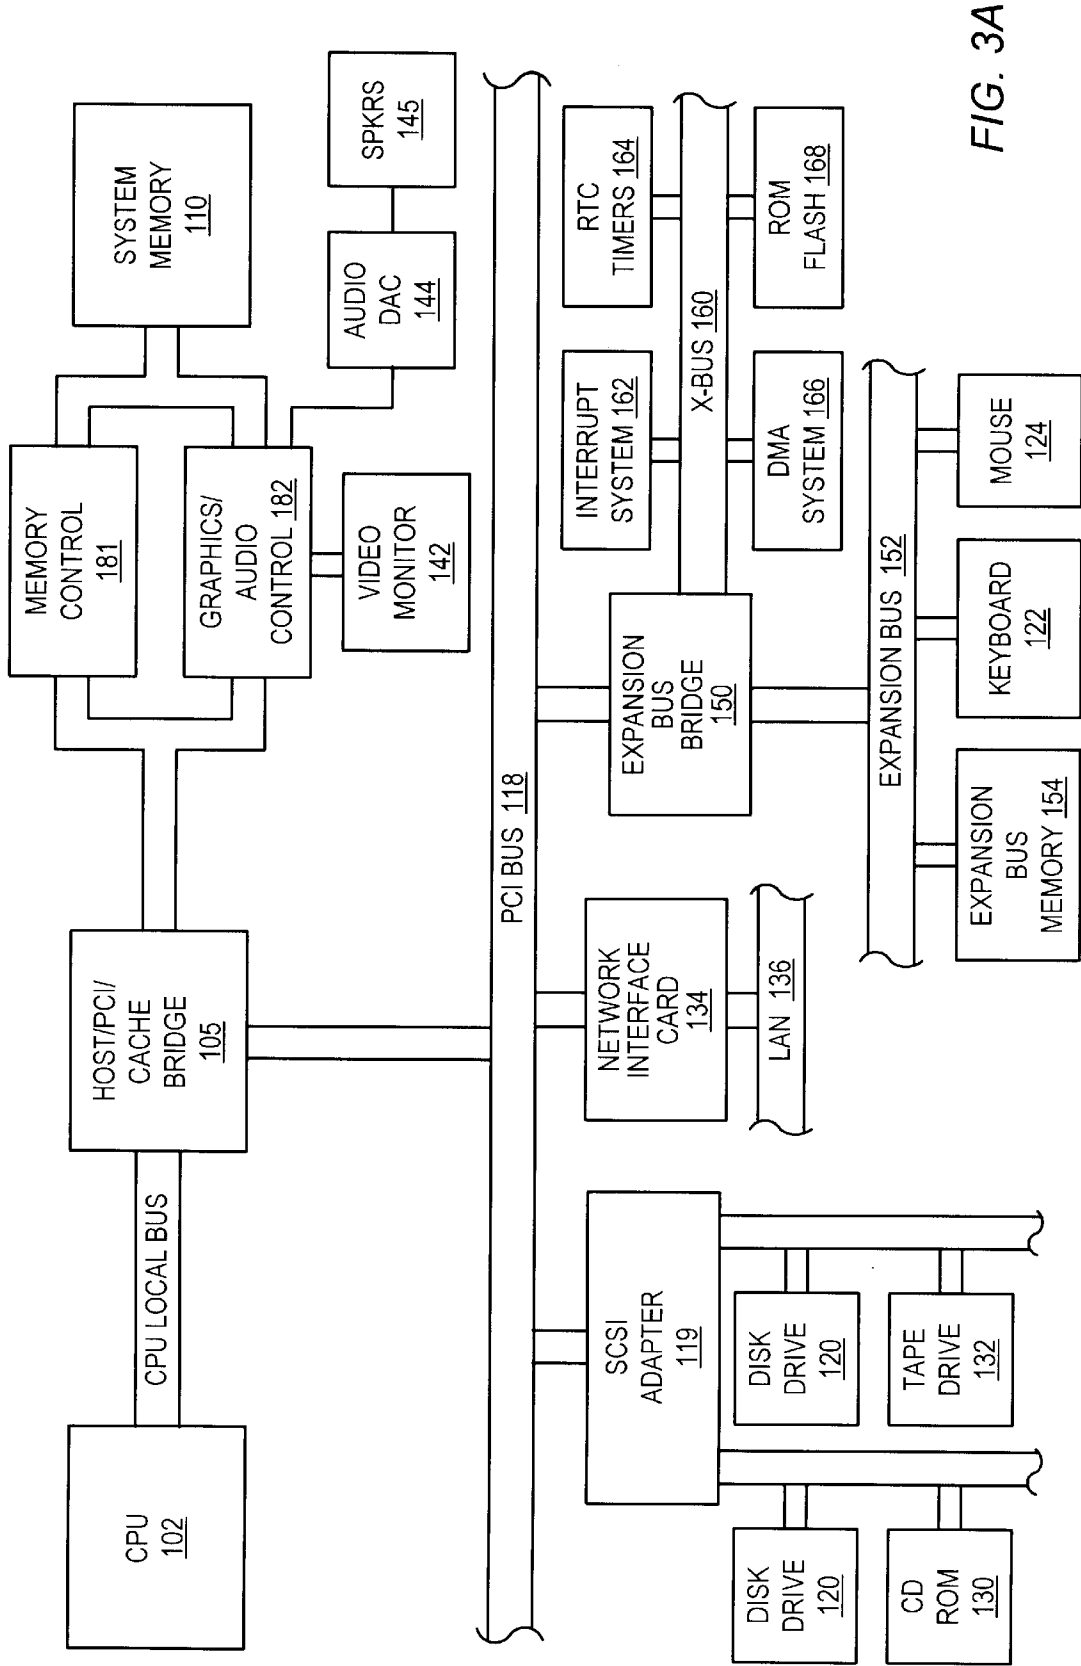 CPU
102
CPU LOCAL BUS
HOST/PCI/
CACHE
BRIDGE
105
MEMORY
CONTROL
181
GRAPHICS/
AUDIO
CONTROL 182
SYSTEM
MEMORY
110
VIDEO
MONITOR
142
AUDIO
DAC
144
SPKRS
145
PCI BUS 118
SCSI
ADAPTER
119
DISK
DRIVE
120
CD
ROM
130
DISK
DRIVE
120
TAPE
DRIVE
132
NETWORK
INTERFACE
CARD
134
LAN 136
EXPANSION
BUS
BRIDGE
150
INTERRUPT
SYSTEM 162
RTC
TIMERS 164
X-BUS 160
DMA
SYSTEM 166
ROM
FLASH 168
EXPANSION BUS 152
EXPANSION
BUS
MEMORY 154
KEYBOARD
122
MOUSE
124
FIG. 3A